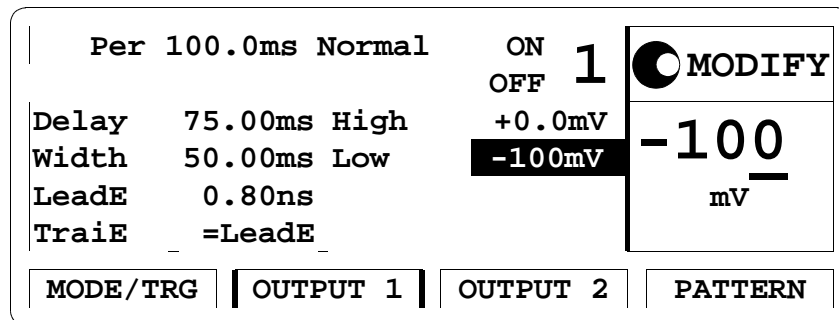 Per 100.0ms Normal ON 1 MODIFY
OFF
Delay 75.00ms High +0.0mV
Width 50.00ms Low -100mV -100
LeadE 0.80ns mV
TraiE =LeadE
MODE/TRG OUTPUT 1 OUTPUT 2 PATTERN